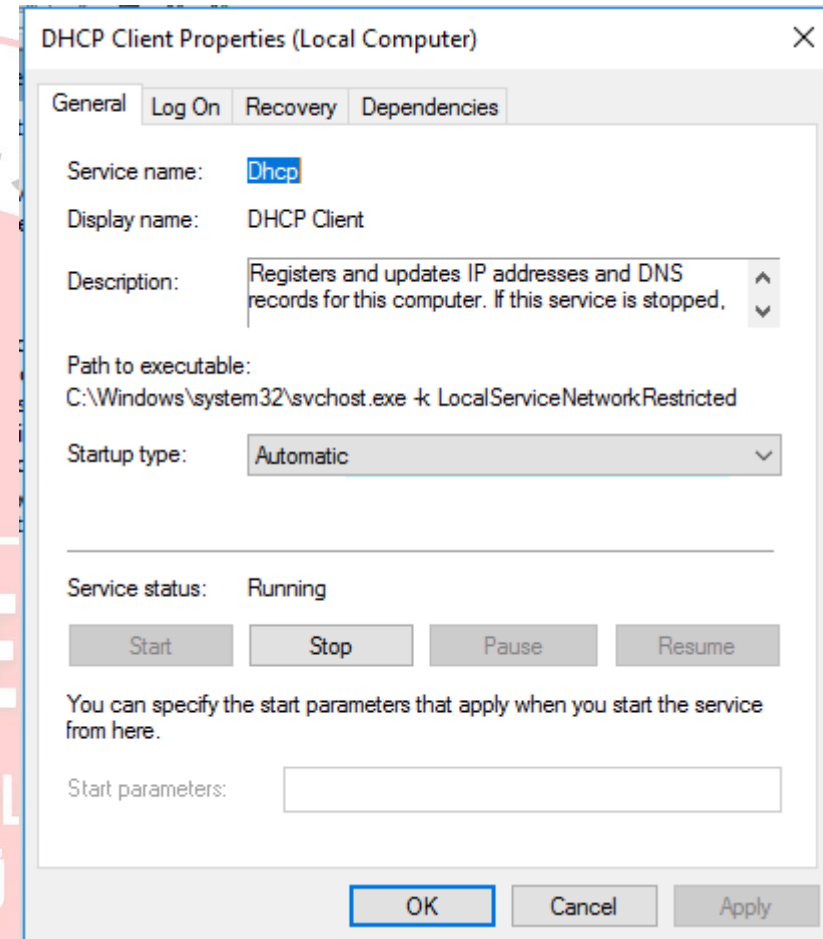 DHCP Client Properties (Local Computer)
General Log On Recovery Dependencies
Service name: Dhcp
Display name: DHCP Client
Description: Registers and updates IP addresses and DNS
records for this computer. If this service is stopped,
Path to executable:
C:\Windows\system32\svchost.exe -k LocalServiceNetworkRestricted
Startup type: Automatic
Service status: Running
Start Stop Pause Resume
You can specify the start parameters that apply when you start the service
from here.
Start parameters:
OK Cancel Apply